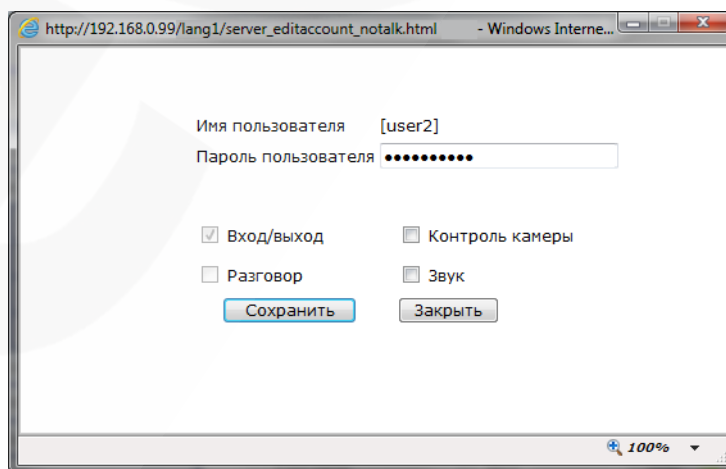 http://192.168.0.99/lang1/server_editaccount_notalk.html - Windows Interne...
Имя пользователя [user2]
Пароль пользователя ●●●●●●●●●●
Вход/выход Контроль камеры
Разговор Звук
Сохранить Закрыть
100%